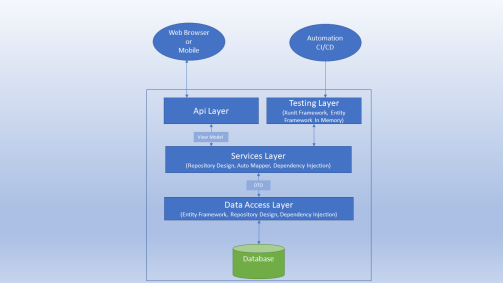 Web Browser
or
Mobile
Automation
CI/CD
Api Layer
Testing Layer
(Xunit Framework, Entity
Framework In Memory)
View Model
Services Layer
(Repository Design, Auto Mapper, Dependency Injection)
DTO
Data Access Layer
(Entity Framework, Repository Design, Dependency Injection)
Database